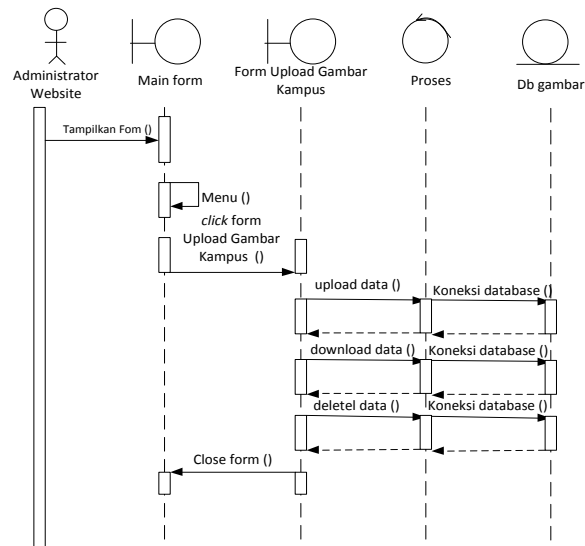 Administrator
Website
Main form
Form Upload Gambar
Kampus
Proses
Db gambar
Tampilkan Fom ()
Menu ()
click form
Upload Gambar
Kampus ()
upload data ()
Koneksi database ()
download data ()
Koneksi database ()
deletel data ()
Koneksi database ()
Close form ()